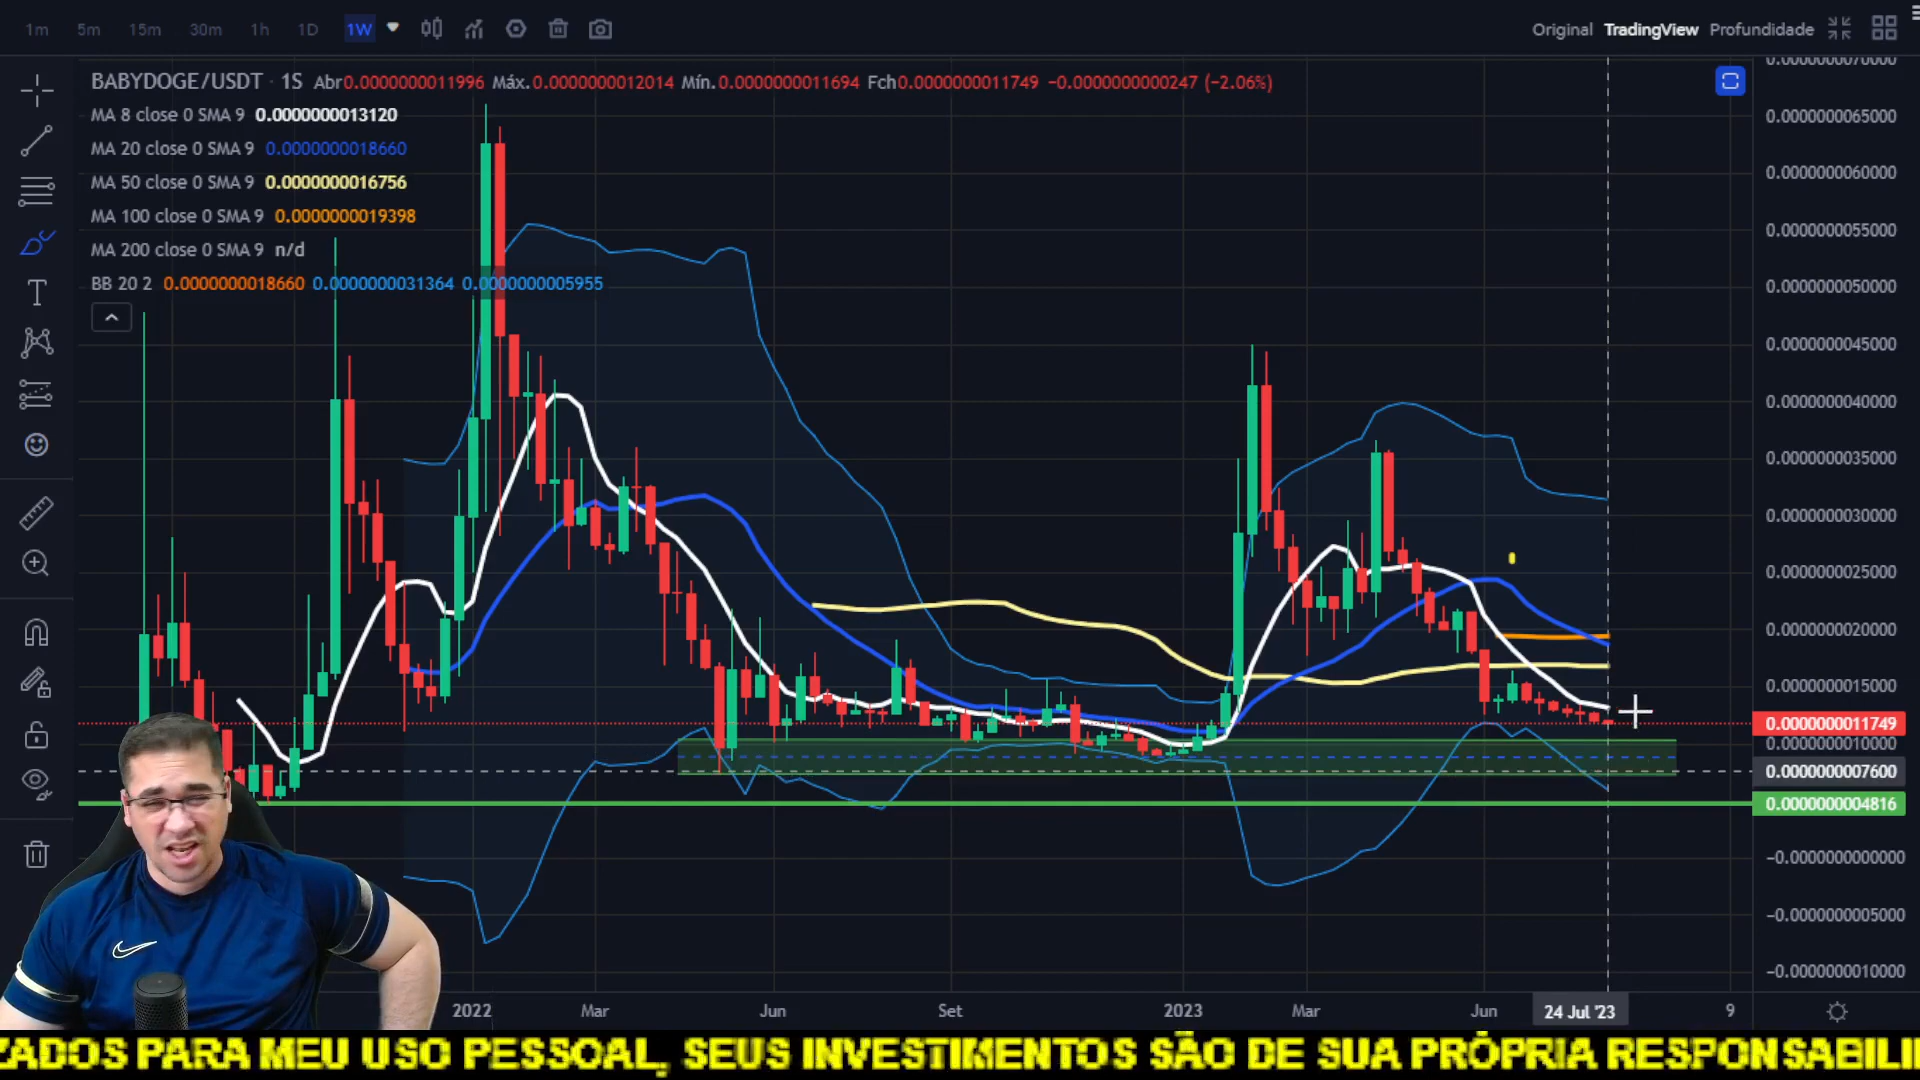 1m 5m 15m 30m 1h 1D 1W
Original TradingView Profundidade
BABYDOGE/USDT · 1S Abr0.0000000011996 Máx.0.0000000012014 Mín.0.0000000011694 Fch0.0000000011749 −0.0000000000247 (−2.06%)
MA 8 close 0 SMA 9 0.0000000013120
MA 20 close 0 SMA 9 0.0000000018660
MA 50 close 0 SMA 9 0.0000000016756
MA 100 close 0 SMA 9 0.0000000019398
MA 200 close 0 SMA 9 n/d
BB 20 2 0.0000000018660 0.0000000031364 0.0000000005955
0.0000000070000
0.0000000065000
0.0000000060000
0.0000000055000
0.0000000050000
0.0000000045000
0.0000000040000
0.0000000035000
0.0000000030000
0.0000000025000
0.0000000020000
0.0000000015000
0.0000000011749
0.0000000010000
0.0000000007600
0.0000000004816
−0.0000000000000
−0.0000000005000
−0.0000000010000
2022 Mar Jun Set 2023 Mar Jun 24 Jul '23 9
ZADOS PARA MEU USO PESSOAL, SEUS INVESTIMENTOS SÃO DE SUA PRÓPRIA RESPONSABILI